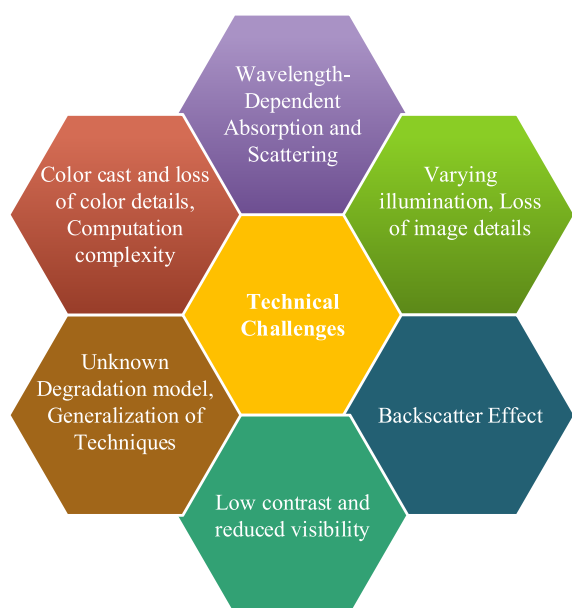 Wavelength-
Dependent
Absorption and
Scattering
Color cast and loss
of color details,
Computation
complexity
Varying
illumination, Loss
of image details
Technical
Challenges
Unknown
Degradation model,
Generalization of
Techniques
Backscatter Effect
Low contrast and
reduced visibility